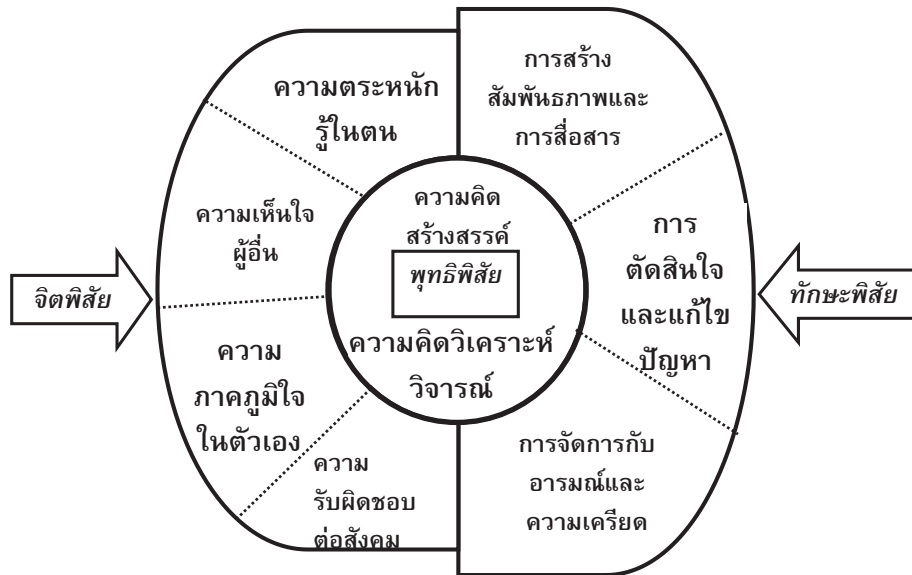 ความตระหนัก
รู้ในตน
การสร้าง
สัมพันธภาพและ
การสื่อสาร
ความเห็นใจ
ผู้อื่น
ความคิด
สร้างสรรค์
พุทธิพิสัย
ความคิดวิเคราะห์
วิจารณ์
การ
ตัดสินใจ
และแก้ไข
ปัญหา
จิตพิสัย
ทักษะพิสัย
ความ
ภาคภูมิใจ
ในตัวเอง
ความ
รับผิดชอบ
ต่อสังคม
การจัดการกับ
อารมณ์และ
ความเครียด